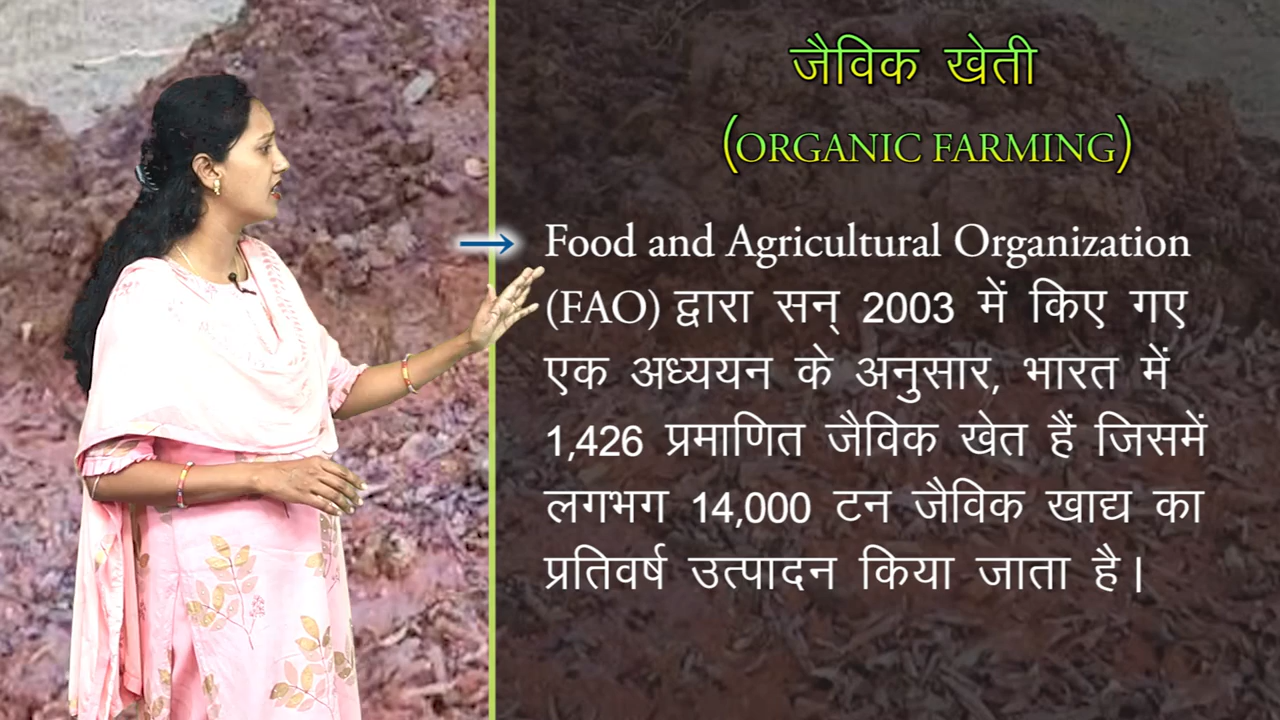 जैविक खेती
(ORGANIC FARMING)
→ Food and Agricultural Organization
(FAO) द्वारा सन् 2003 में किए गए
एक अध्ययन के अनुसार, भारत में
1,426 प्रमाणित जैविक खेत हैं जिसमें
लगभग 14,000 टन जैविक खाद्य का
प्रतिवर्ष उत्पादन किया जाता है।